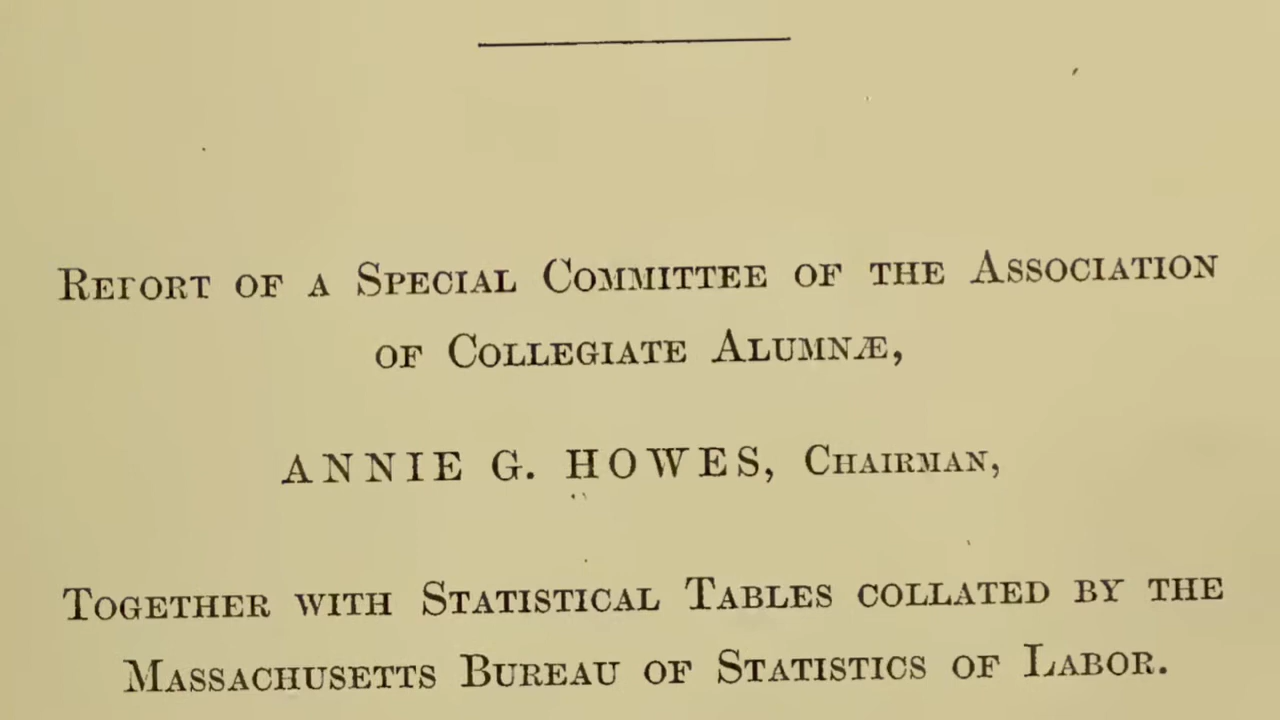 Report of a Special Committee of the Association
of Collegiate Alumnæ,
ANNIE G. HOWES, Chairman,
Together with Statistical Tables collated by the
Massachusetts Bureau of Statistics of Labor.